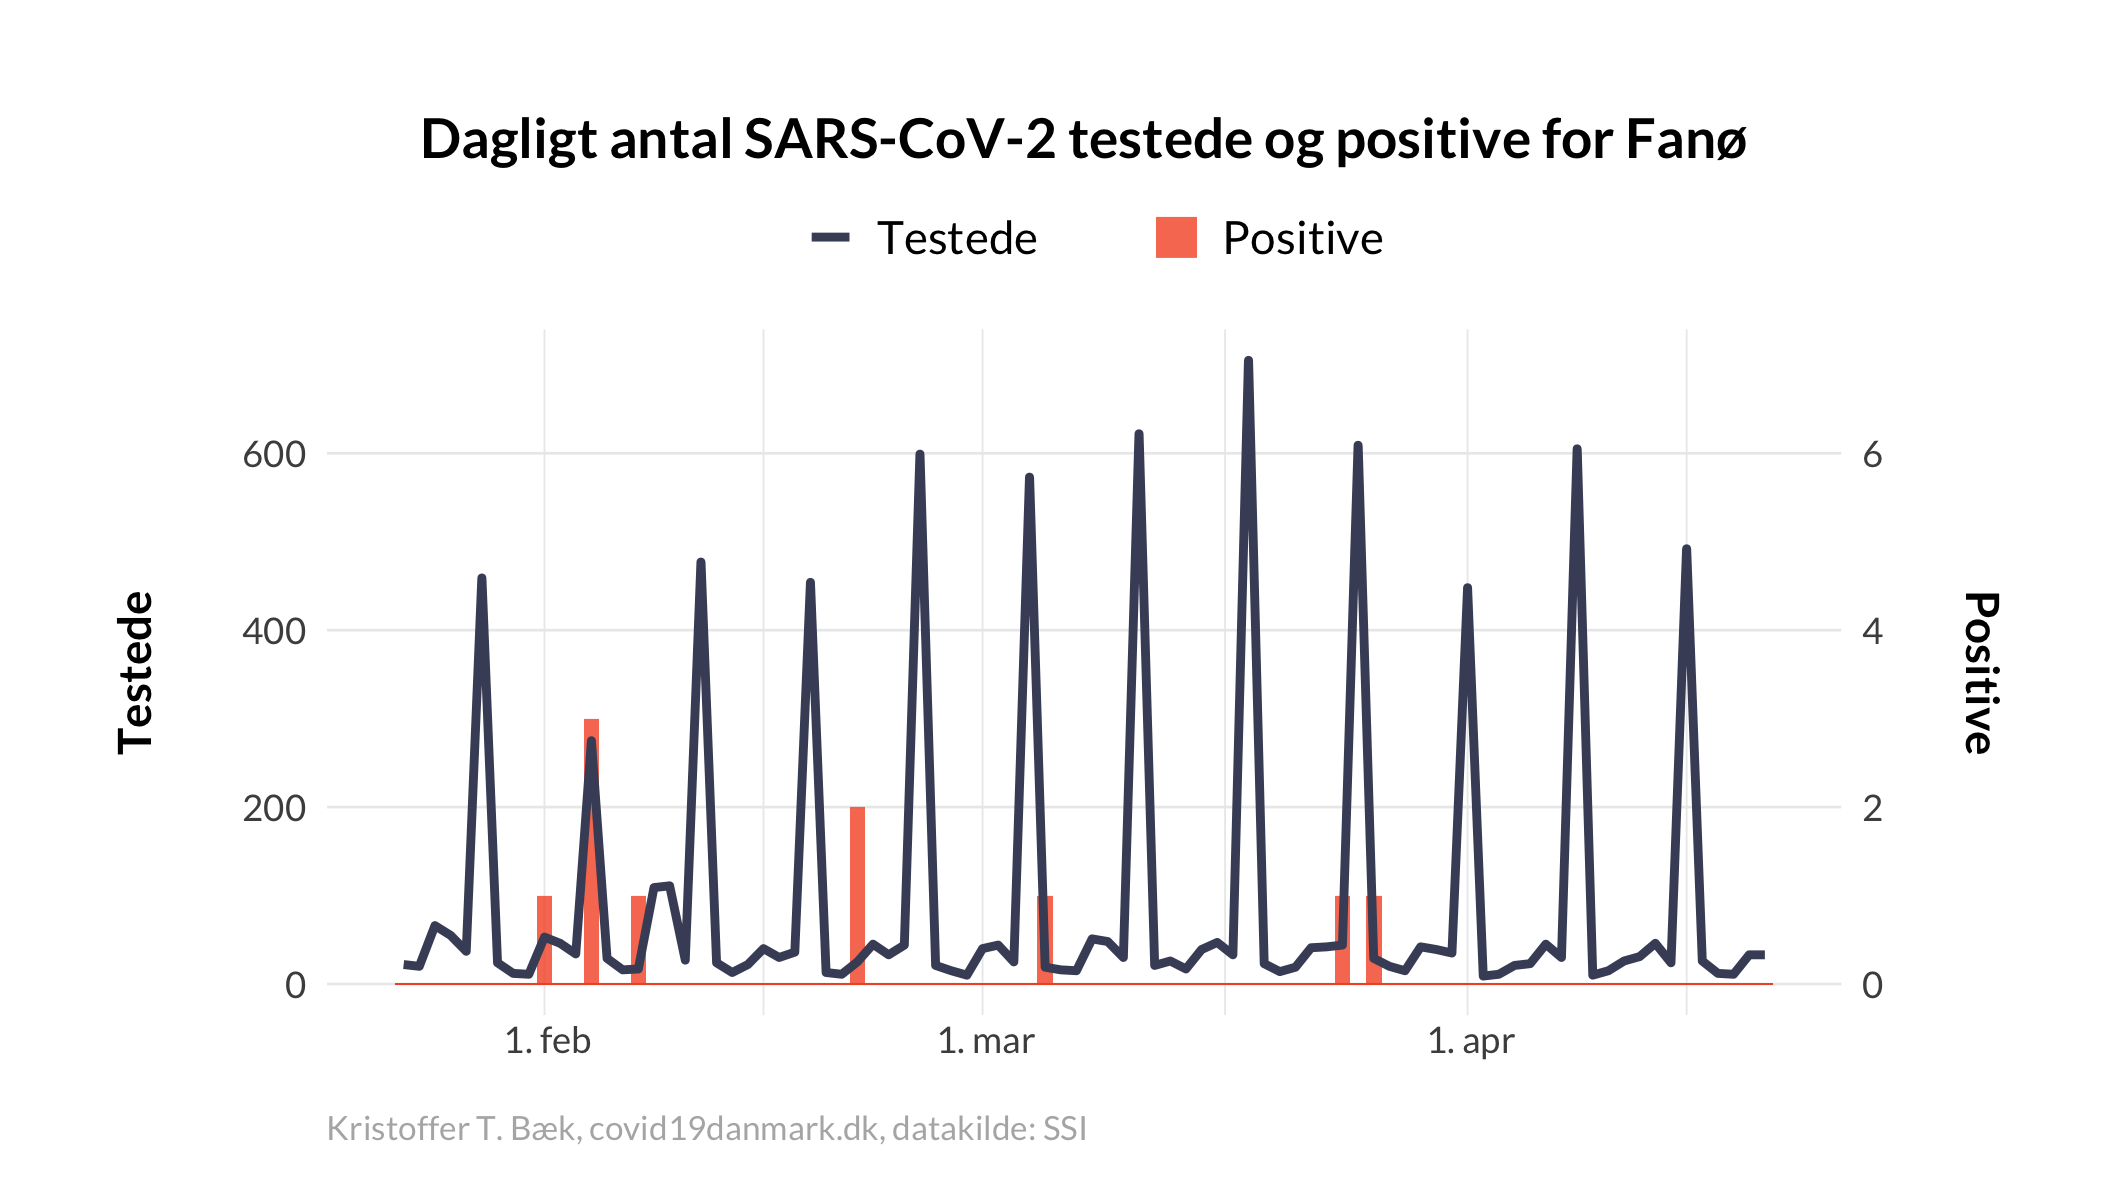 Dagligt antal SARS-CoV-2 testede og positive for Fanø
Testede
Positive
Testede
600
400
200
0
6
4
2
0
Positive
1. feb
1. mar
1. apr
Kristoffer T. Bæk, covid19danmark.dk, datakilde: SSI